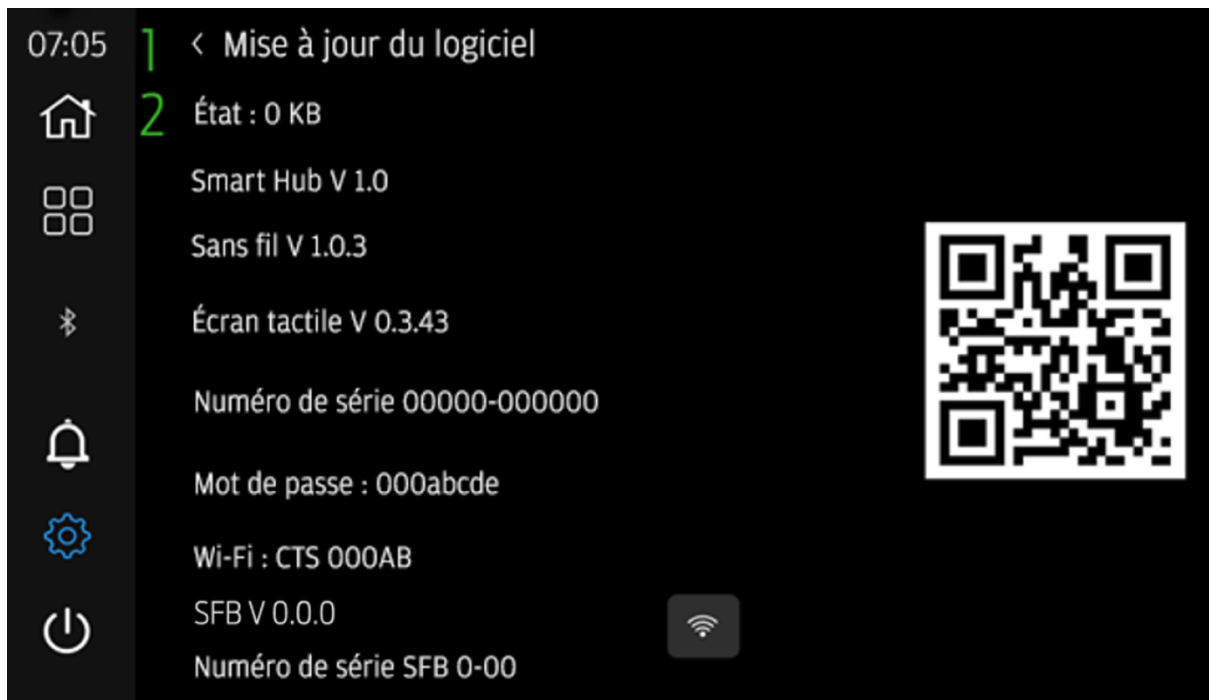 07:05
1 < Mise à jour du logiciel
2 État : 0 KB
Smart Hub V 1.0
Sans fil V 1.0.3
Écran tactile V 0.3.43
Numéro de série 00000-000000
Mot de passe : 000abcde
Wi-Fi : CTS 000AB
SFB V 0.0.0
Numéro de série SFB 0-00